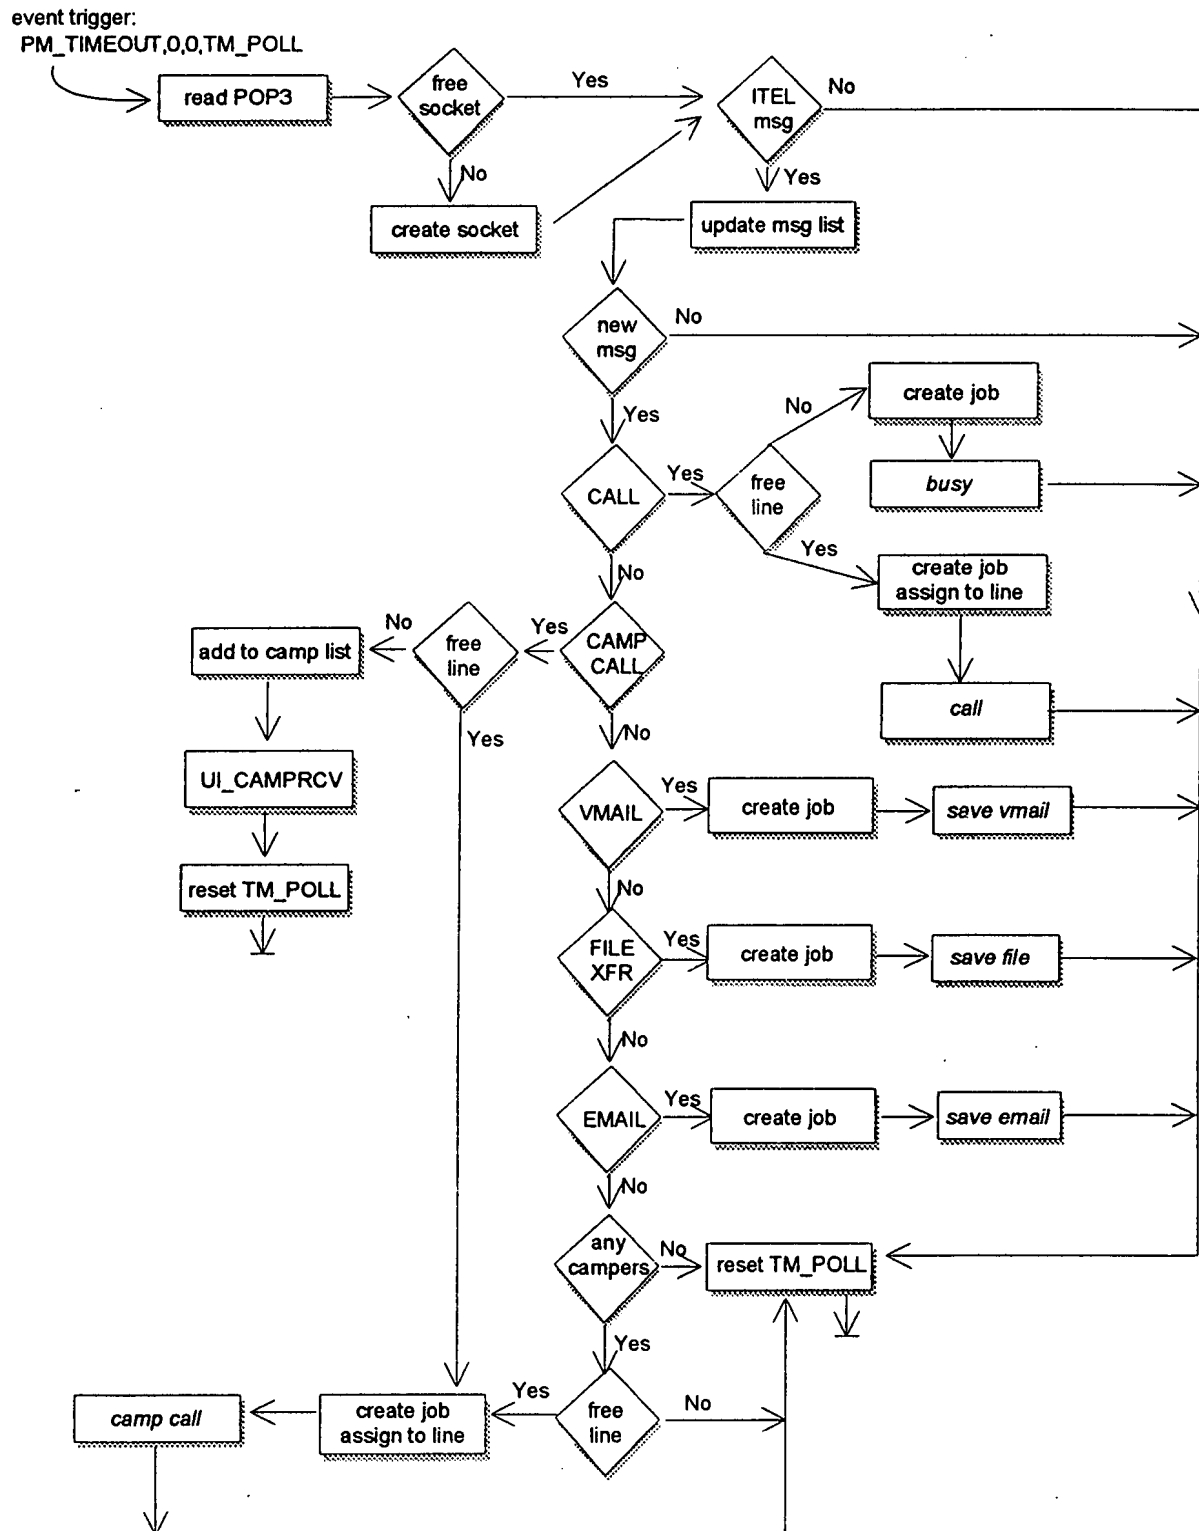 event trigger:
PM_TIMEOUT,0,0,TM_POLL
read POP3
free
socket
Yes
No
create socket
ITEL
msg
No
Yes
update msg list
new
msg
No
Yes
CALL
Yes
free
line
No
create job
busy
Yes
create job
assign to line
call
No
CAMP
CALL
Yes
free
line
No
add to camp list
UI_CAMPRCV
reset TM_POLL
Yes
No
VMAIL
Yes
create job
save vmail
No
FILE
XFR
Yes
create job
save file
No
EMAIL
Yes
create job
save email
No
any
campers
No
reset TM_POLL
Yes
free
line
No
Yes
create job
assign to line
camp call